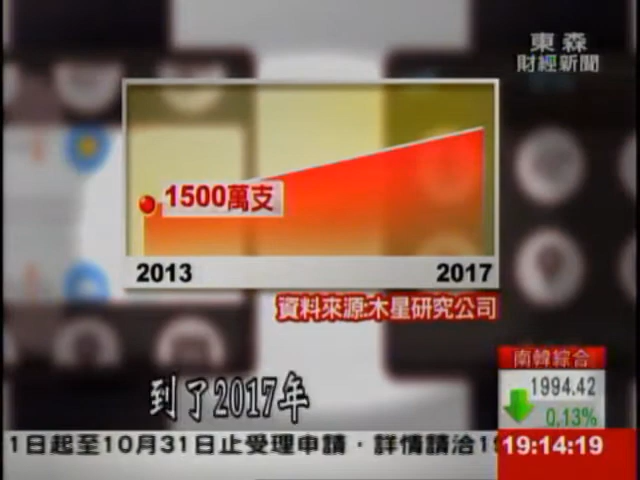 東森
財經新聞
1500萬支
2013
2017
資料來源:木星研究公司
到了2017年
南韓綜合
1994.42
0.13%
1日起至10月31日止受理申請‧詳情請洽19
19:14:19